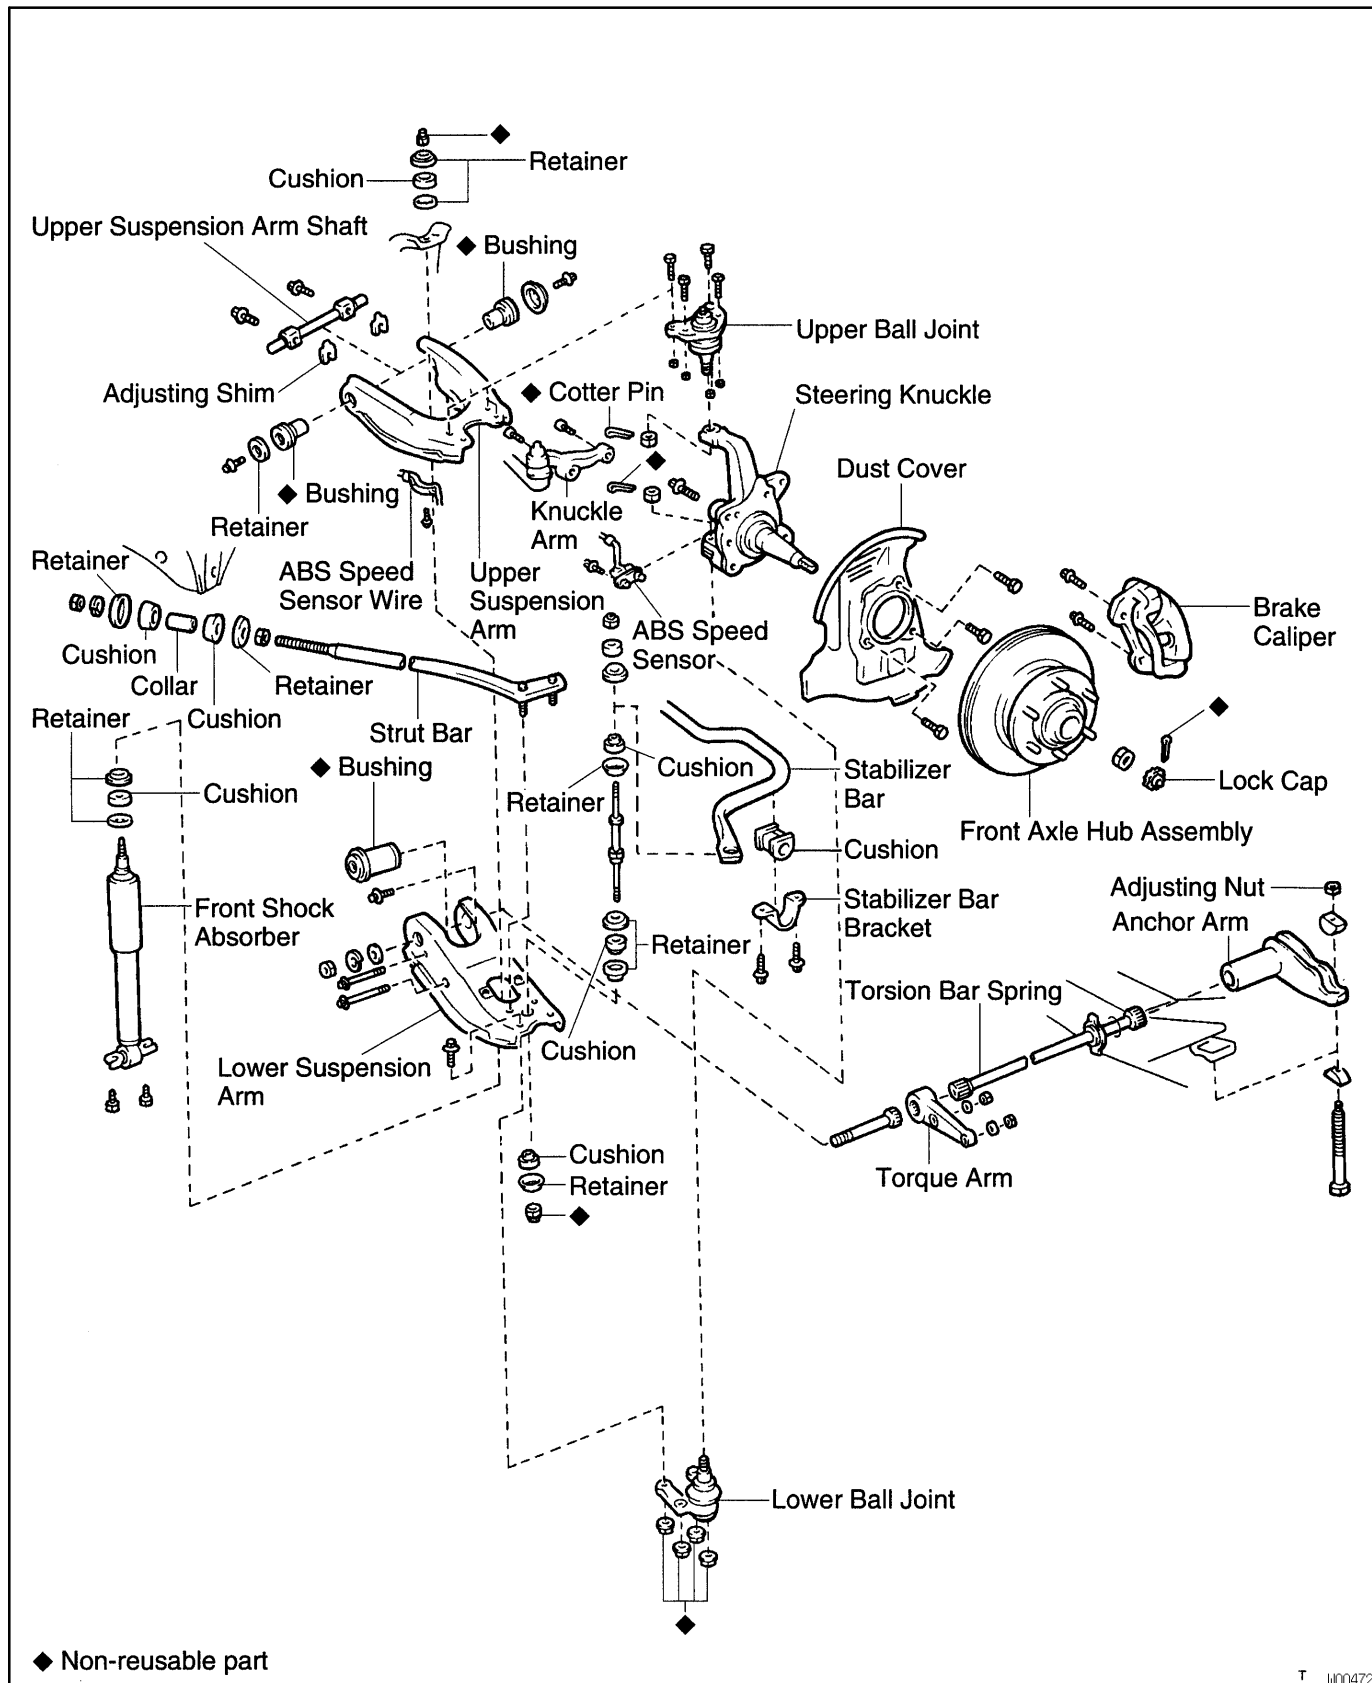 ◆
Retainer
Cushion
Upper Suspension Arm Shaft
◆ Bushing
Upper Ball Joint
Adjusting Shim
◆ Cotter Pin
Steering Knuckle
◆
Dust Cover
◆ Bushing
Retainer
Knuckle
Arm
Retainer
ABS Speed
Sensor Wire
Upper
Suspension
Arm
ABS Speed
Sensor
Brake
Caliper
Cushion
Collar
Retainer
Cushion
Retainer
Strut Bar
◆
◆ Bushing
Cushion
Retainer
Cushion
Stabilizer
Bar
Lock Cap
Front Axle Hub Assembly
Cushion
Front Shock
Absorber
Stabilizer Bar
Bracket
Adjusting Nut
Anchor Arm
Retainer
Torsion Bar Spring
Cushion
Lower Suspension
Arm
Cushion
Retainer
◆
Torque Arm
Lower Ball Joint
◆
◆ Non-reusable part
T W00472